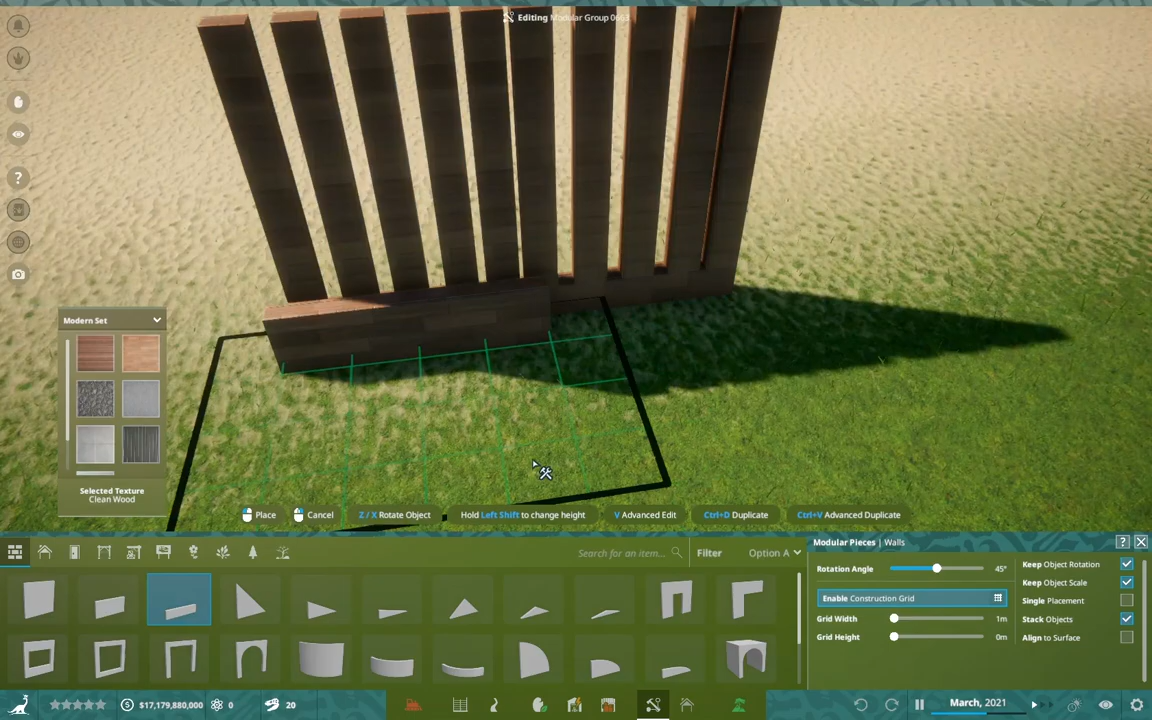 Editing Modular Group 0663
?
Modern Set
Selected Texture
Clean Wood
Place
Cancel
Z / X Rotate Object
Hold Left Shift to change height
V Advanced Edit
Ctrl+D Duplicate
Ctrl+V Advanced Duplicate
Search for an item...
Filter
Option A
Modular Pieces | Walls
?
Rotation Angle
45°
Enable Construction Grid
Grid Width
1m
Grid Height
0m
Keep Object Rotation
Keep Object Scale
Single Placement
Stack Objects
Align to Surface
$17,179,880,000
0
20
March, 2021